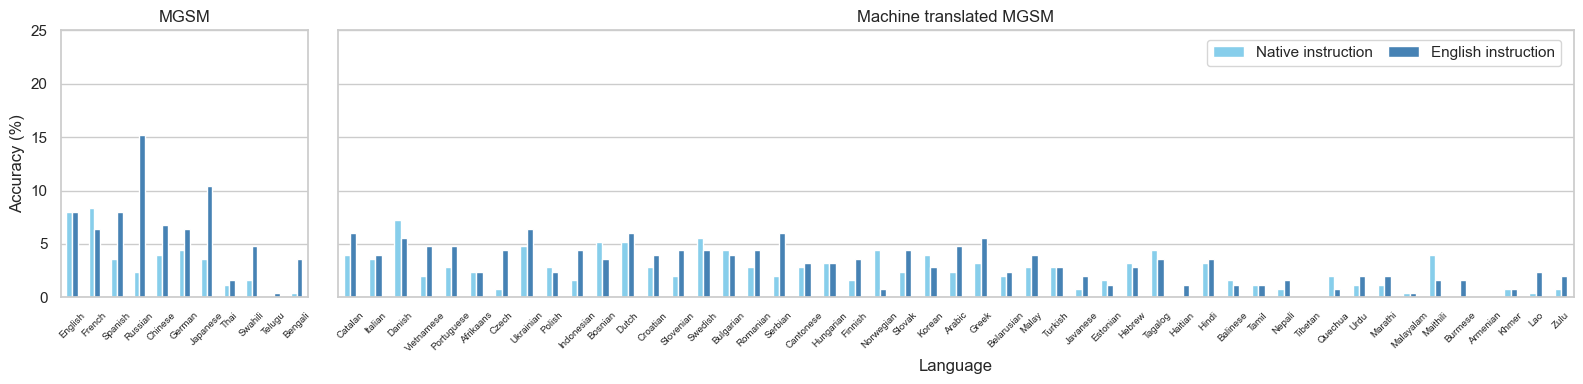 MGSM
Machine translated MGSM
Accuracy (%)
25
20
15
10
5
0
Native instruction
English instruction
English
French
Spanish
Russian
Chinese
German
Japanese
Thai
Swahili
Telugu
Bengali
Catalan
Italian
Danish
Vietnamese
Portuguese
Afrikaans
Czech
Ukrainian
Polish
Indonesian
Bosnian
Dutch
Croatian
Slovenian
Swedish
Bulgarian
Romanian
Serbian
Cantonese
Hungarian
Finnish
Norwegian
Slovak
Korean
Arabic
Greek
Belarusian
Malay
Turkish
Javanese
Estonian
Hebrew
Tagalog
Haitian
Hindi
Balinese
Tamil
Nepali
Tibetan
Quechua
Urdu
Marathi
Malayalam
Maithili
Burmese
Armenian
Khmer
Lao
Zulu
Language